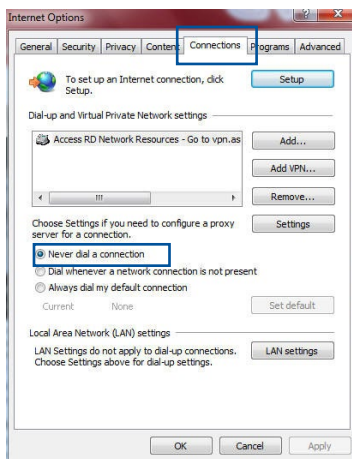 Internet Options
General Security Privacy Content Connections Programs Advanced
To set up an Internet connection, click
Setup.
Setup
Dial-up and Virtual Private Network settings
Access RD Network Resources - Go to vpn.as
Add...
Add VPN...
Remove...
Choose Settings if you need to configure a proxy
server for a connection.
Settings
Never dial a connection
Dial whenever a network connection is not present
Always dial my default connection
Current None
Set default
Local Area Network (LAN) settings
LAN Settings do not apply to dial-up connections.
Choose Settings above for dial-up settings.
LAN settings
OK Cancel Apply